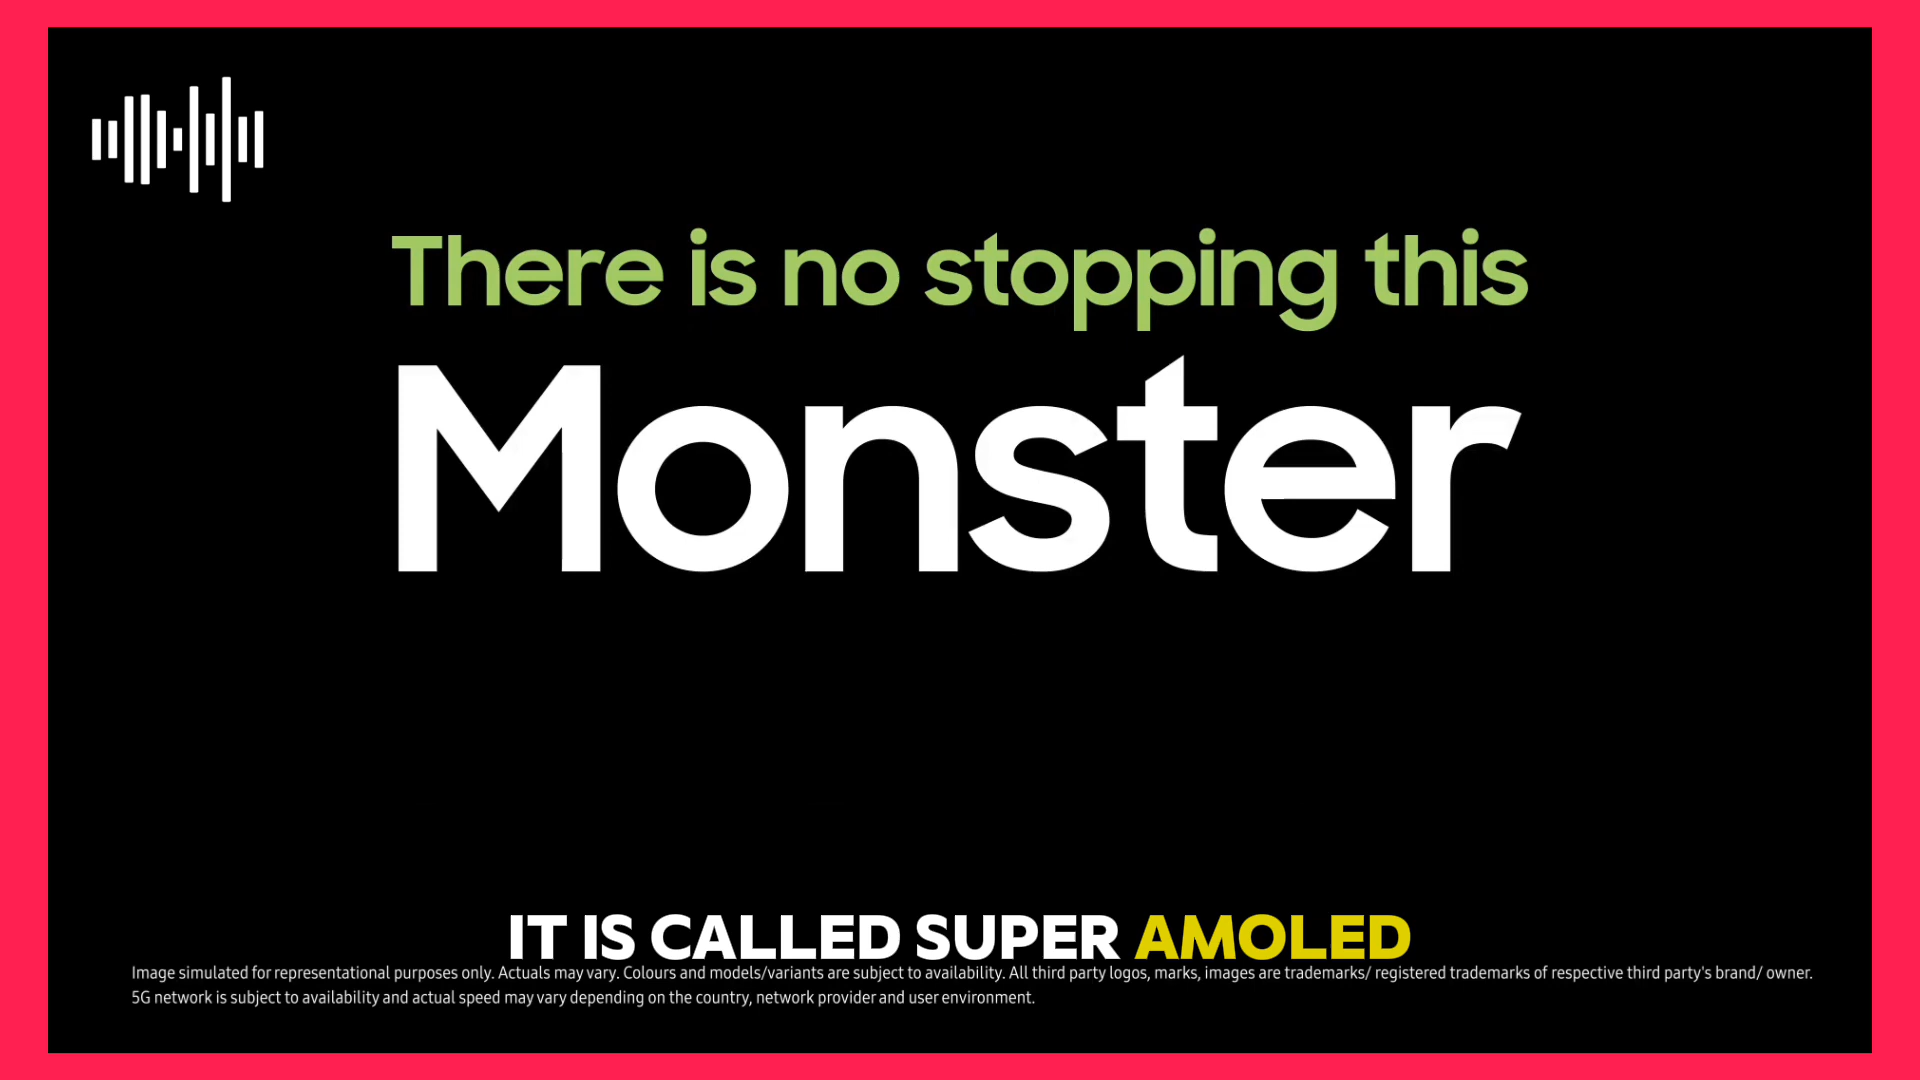 There is no stopping this
Monster
IT IS CALLED SUPER AMOLED
Image simulated for representational purposes only. Actuals may vary. Colours and models/variants are subject to availability. All third party logos, marks, images are trademarks/ registered trademarks of respective third party's brand/ owner.
5G network is subject to availability and actual speed may vary depending on the country, network provider and user environment.